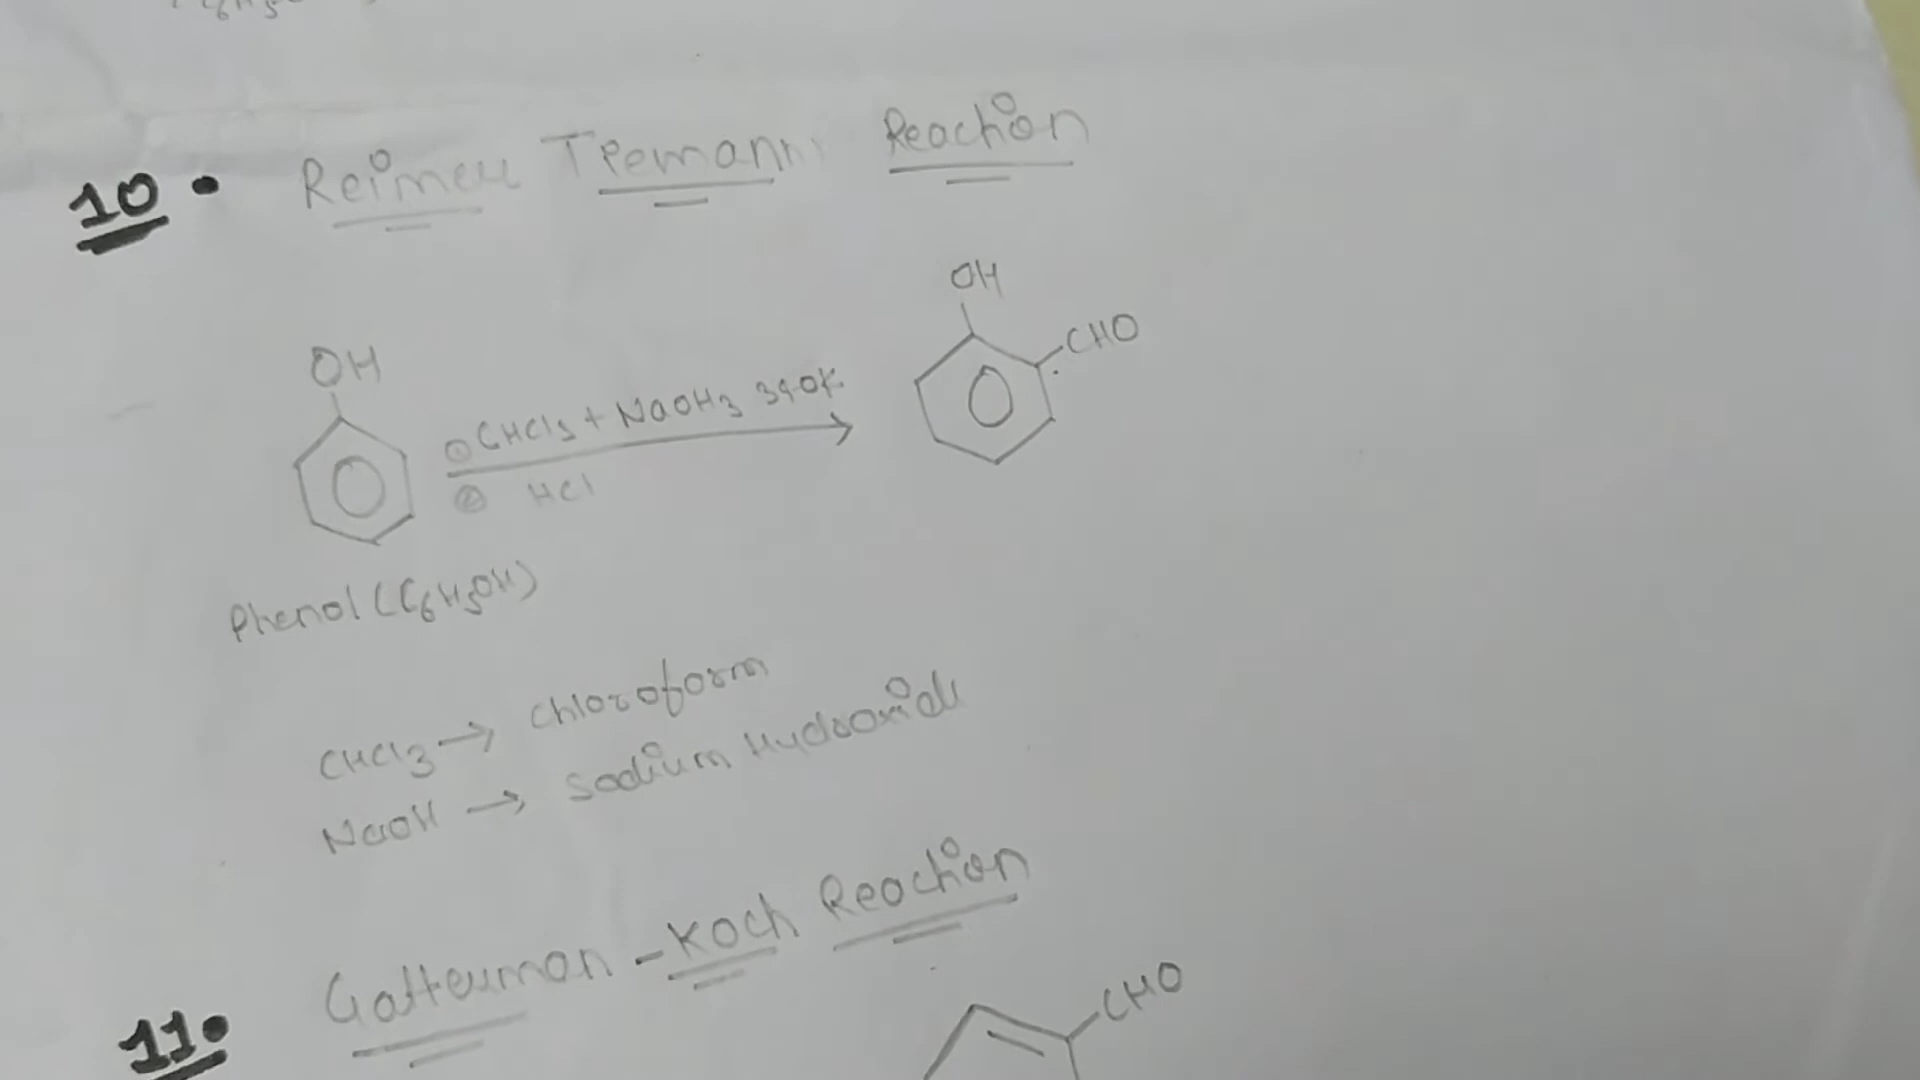 10. Reimer Tiemann Reaction
OH
OH
CHO
① CHCl3 + NaOH3 340K
② HCl
Phenol (C6H5OH)
CHCl3 → Chloroform
NaOH → Sodium Hydroxide
11. Gatterman - Koch Reaction
CHO